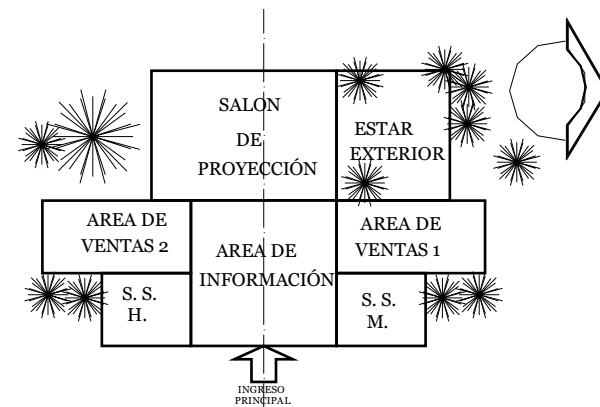 SALON
DE
PROYECCIÓN
ESTAR
EXTERIOR
AREA DE
VENTAS 2
AREA DE
INFORMACIÓN
AREA DE
VENTAS 1
S. S.
H.
S. S.
M.
INGRESO
PRINCIPAL